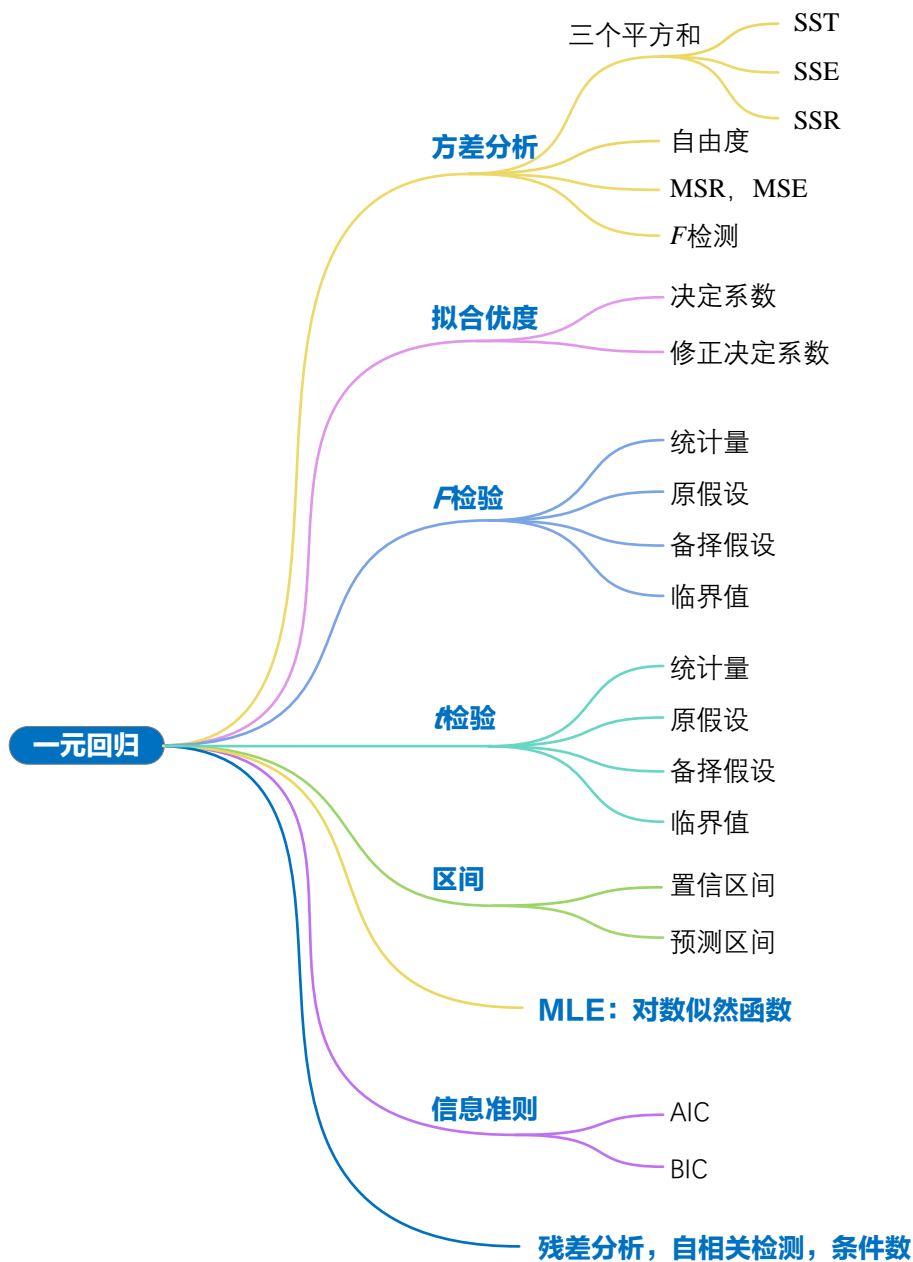 一元回归
方差分析
三个平方和
SST
SSE
SSR
自由度
MSR，MSE
F检测
拟合优度
决定系数
修正决定系数
F检验
统计量
原假设
备择假设
临界值
t检验
统计量
原假设
备择假设
临界值
区间
置信区间
预测区间
MLE：对数似然函数
信息准则
AIC
BIC
残差分析，自相关检测，条件数